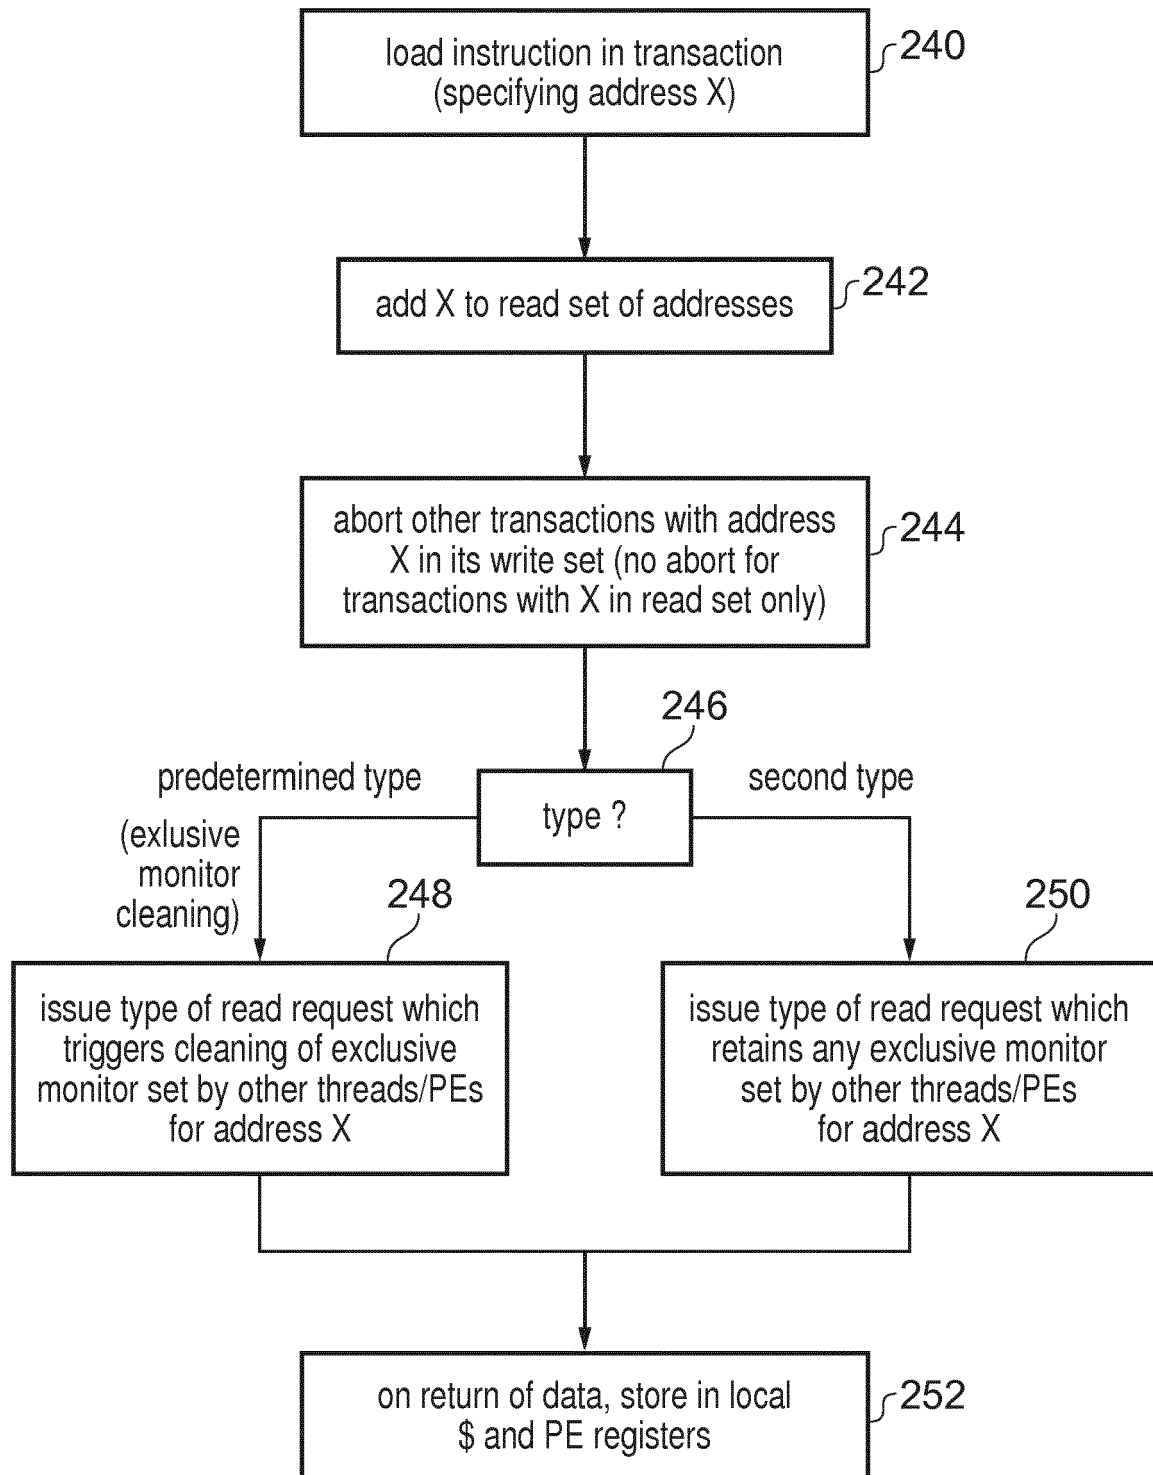 load instruction in transaction
(specifying address X)
240
add X to read set of addresses
242
abort other transactions with address
X in its write set (no abort for
transactions with X in read set only)
244
246
type ?
predetermined type
(exlusive
monitor
cleaning)
second type
248
issue type of read request which
triggers cleaning of exclusive
monitor set by other threads/PEs
for address X
250
issue type of read request which
retains any exclusive monitor
set by other threads/PEs
for address X
on return of data, store in local
$ and PE registers
252